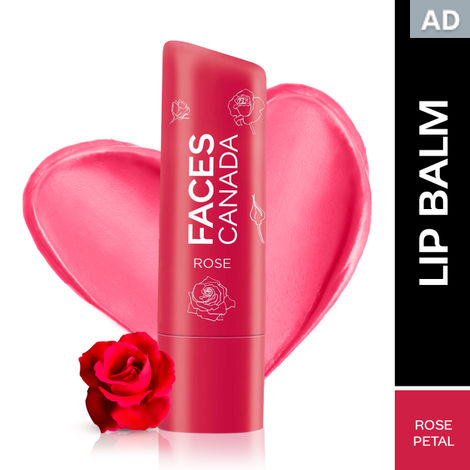 AD
FACES
CANADA
ROSE
LIP BALM
ROSE
PETAL